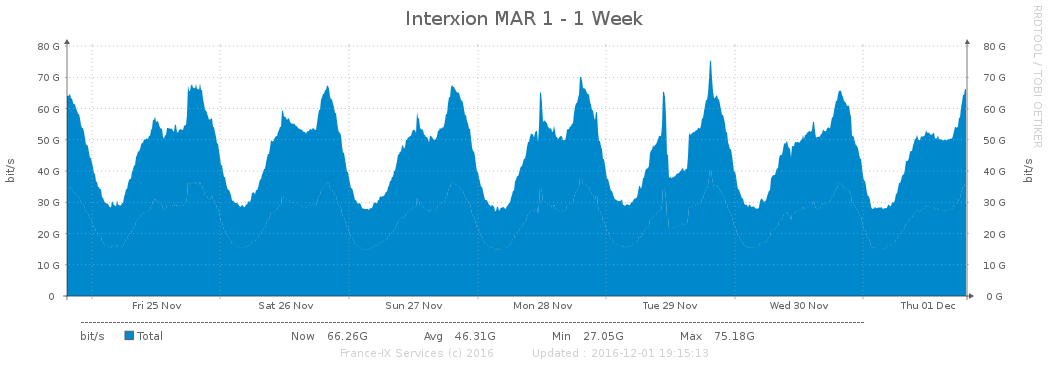 Interxion MAR 1 - 1 Week
RRDTOOL / TOBI OETIKER
bit/s
80 G 80 G
70 G 70 G
60 G 60 G
50 G 50 G
40 G 40 G
30 G 30 G
20 G 20 G
10 G 10 G
0 0 G
bit/s
Fri 25 Nov Sat 26 Nov Sun 27 Nov Mon 28 Nov Tue 29 Nov Wed 30 Nov Thu 01 Dec
bit/s Total Now 66.26G Avg 46.31G Min 27.05G Max 75.18G
France-IX Services (c) 2016 Updated : 2016-12-01 19:15:13